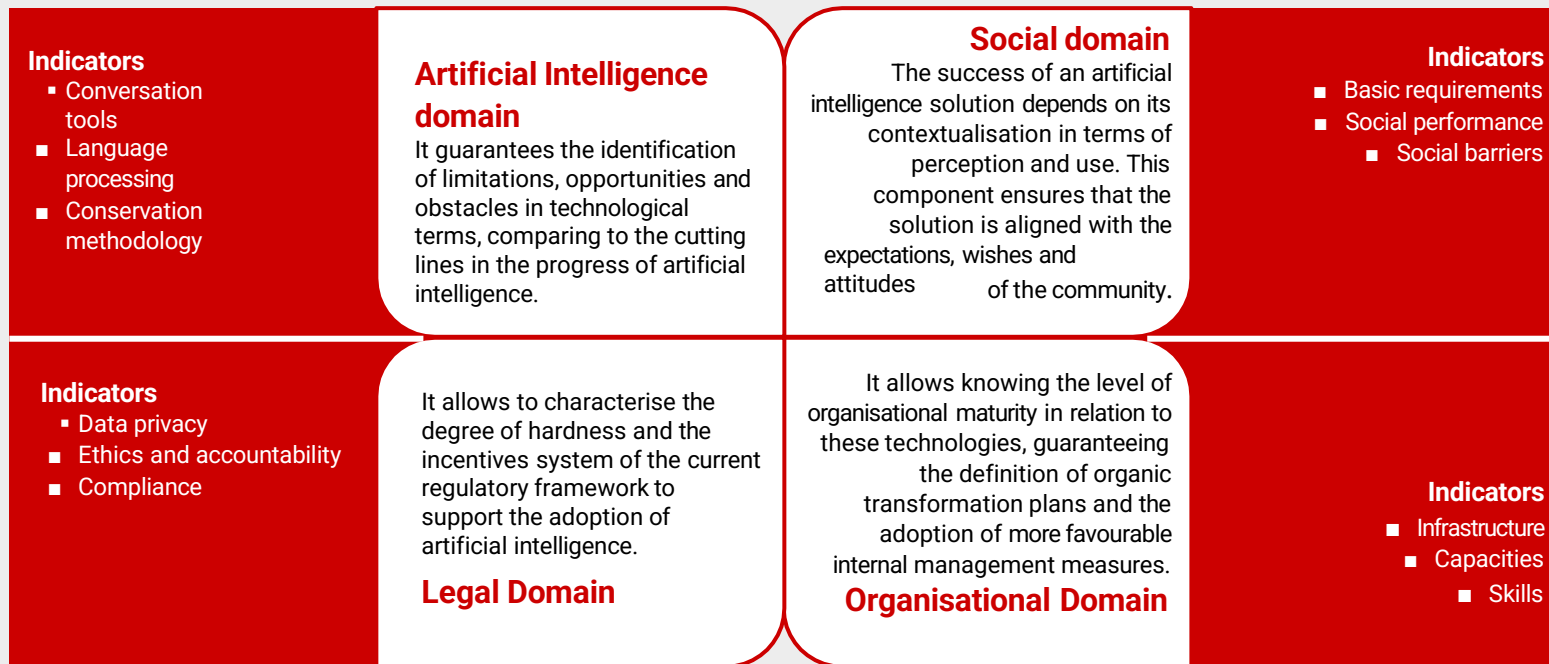 Indicators
▪ Conversation
tools
■ Language
processing
■ Conservation
methodology
Artificial Intelligence
domain
It guarantees the identification
of limitations, opportunities and
obstacles in technological
terms, comparing to the cutting
lines in the progress of artificial
intelligence.
Social domain
The success of an artificial
intelligence solution depends on its
contextualisation in terms of
perception and use. This
component ensures that the
solution is aligned with the
expectations, wishes and
attitudes of the community.
Indicators
■ Basic requirements
■ Social performance
■ Social barriers
Indicators
▪ Data privacy
■ Ethics and accountability
■ Compliance
It allows to characterise the
degree of hardness and the
incentives system of the current
regulatory framework to
support the adoption of
artificial intelligence.
Legal Domain
It allows knowing the level of
organisational maturity in relation to
these technologies, guaranteeing
the definition of organic
transformation plans and the
adoption of more favourable
internal management measures.
Organisational Domain
Indicators
■ Infrastructure
■ Capacities
■ Skills